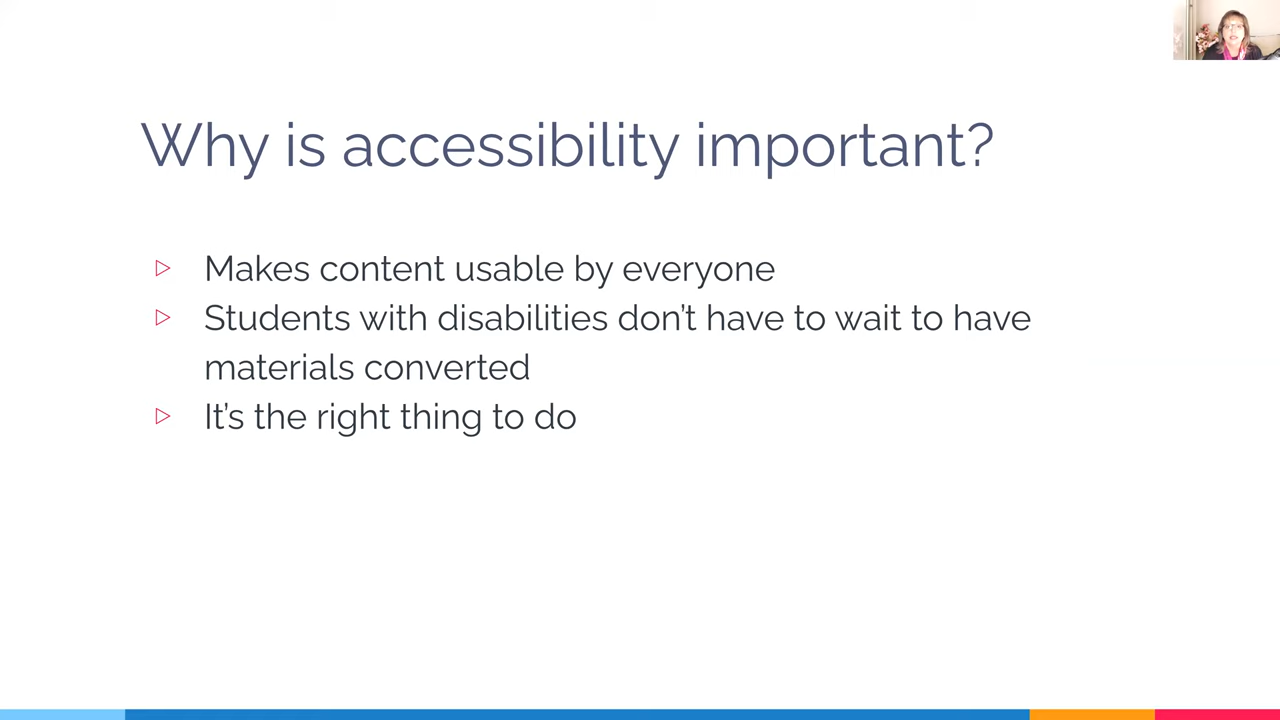 Why is accessibility important?
Makes content usable by everyone
Students with disabilities don’t have to wait to have
materials converted
It’s the right thing to do